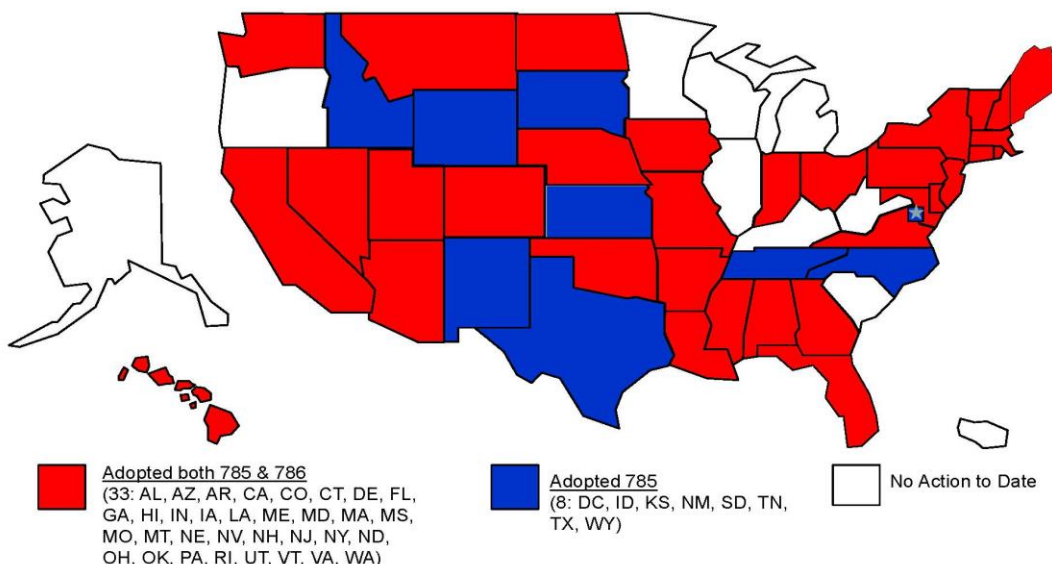 Adopted both 785 & 786
(33: AL, AZ, AR, CA, CO, CT, DE, FL,
GA, HI, IN, IA, LA, ME, MD, MA, MS,
MO, MT, NE, NV, NH, NJ, NY, ND,
OH, OK, PA, RI, UT, VT, VA, WA)
Adopted 785
(8: DC, ID, KS, NM, SD, TN,
TX, WY)
No Action to Date